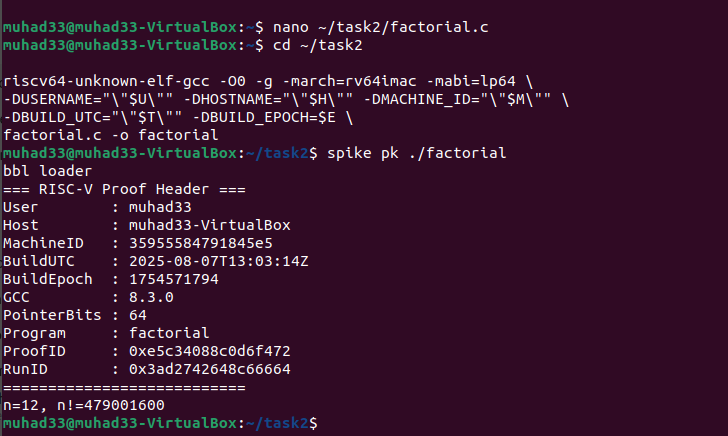 muhad33@muhad33-VirtualBox:~$ nano ~/task2/factorial.c
muhad33@muhad33-VirtualBox:~$ cd ~/task2
riscv64-unknown-elf-gcc -O0 -g -march=rv64imac -mabi=lp64 \
-DUSERNAME="\"$U\"" -DHOSTNAME="\"$H\"" -DMACHINE_ID="\"$M\"" \
-DBUILD_UTC="\"$T\"" -DBUILD_EPOCH=$E \
factorial.c -o factorial
muhad33@muhad33-VirtualBox:~/task2$ spike pk ./factorial
bbl loader
=== RISC-V Proof Header ===
User        : muhad33
Host        : muhad33-VirtualBox
MachineID   : 35955584791845e5
BuildUTC    : 2025-08-07T13:03:14Z
BuildEpoch  : 1754571794
GCC         : 8.3.0
PointerBits : 64
Program     : factorial
ProofID     : 0xe5c34088c0d6f472
RunID       : 0x3ad2742648c66664
===========================
n=12, n!=479001600
muhad33@muhad33-VirtualBox:~/task2$